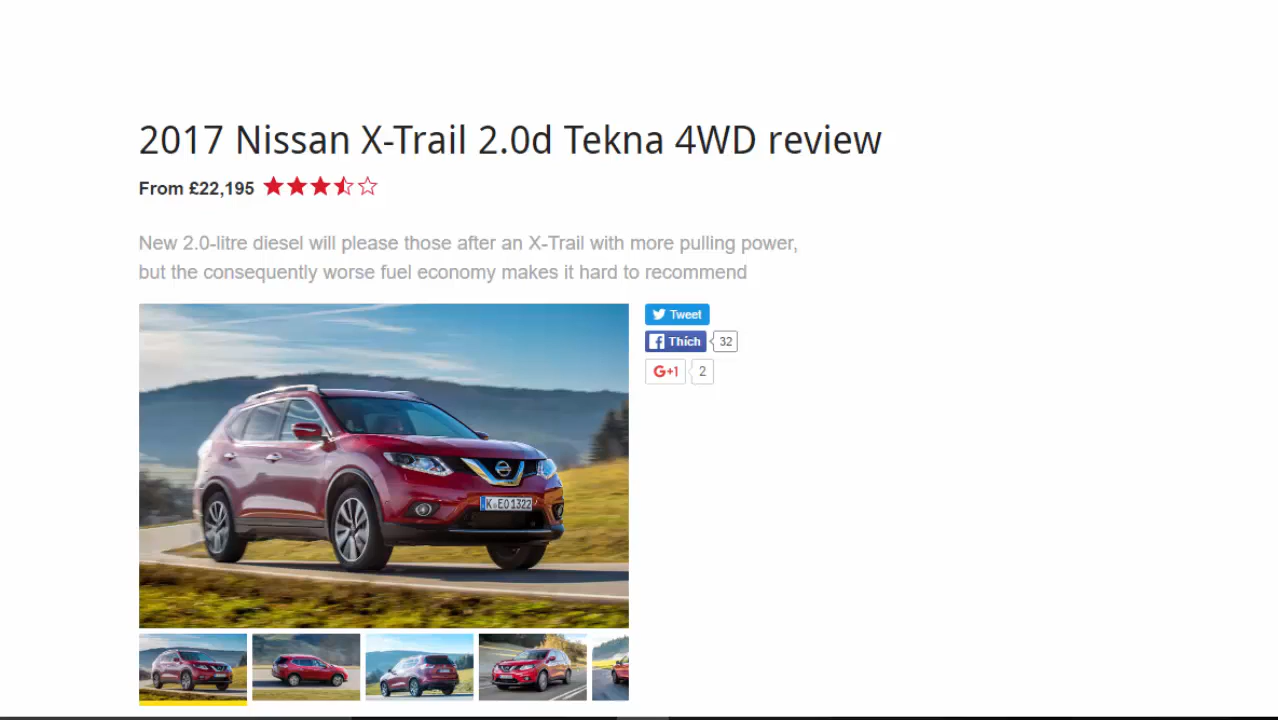 2017 Nissan X-Trail 2.0d Tekna 4WD review
From £22,195
New 2.0-litre diesel will please those after an X-Trail with more pulling power,
but the consequently worse fuel economy makes it hard to recommend
Tweet
Thích 32
G+1 2
K EO1322